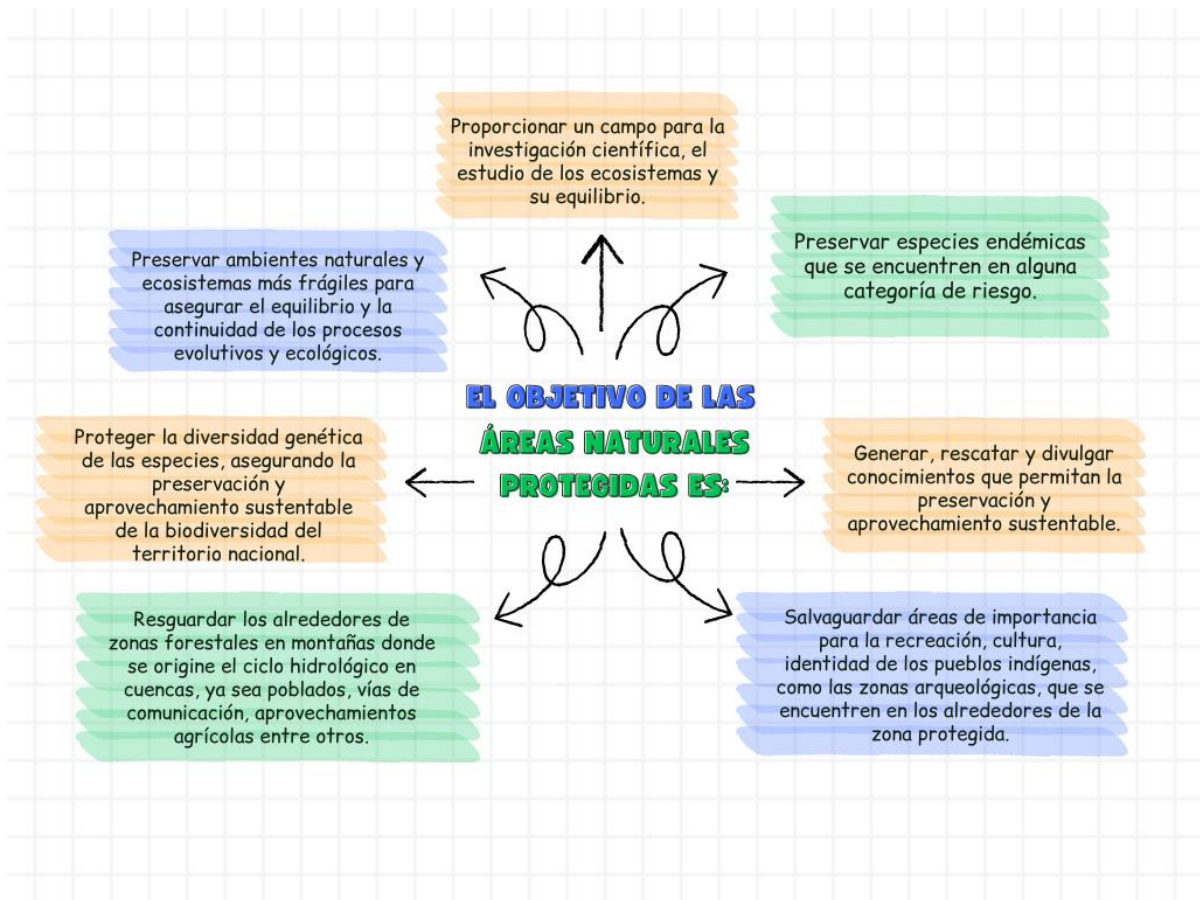 Proporcionar un campo para la
investigación científica, el
estudio de los ecosistemas y
su equilibrio.
Preservar especies endémicas
que se encuentren en alguna
categoría de riesgo.
Preservar ambientes naturales y
ecosistemas más frágiles para
asegurar el equilibrio y la
continuidad de los procesos
evolutivos y ecológicos.
EL OBJETIVO DE LAS
ÁREAS NATURALES
PROTEGIDAS ES:
Proteger la diversidad genética
de las especies, asegurando la
preservación y
aprovechamiento sustentable
de la biodiversidad del
territorio nacional.
Generar, rescatar y divulgar
conocimientos que permitan la
preservación y
aprovechamiento sustentable.
Resguardar los alrededores de
zonas forestales en montañas donde
se origine el ciclo hidrológico en
cuencas, ya sea poblados, vías de
comunicación, aprovechamientos
agrícolas entre otros.
Salvaguardar áreas de importancia
para la recreación, cultura,
identidad de los pueblos indígenas,
como las zonas arqueológicas, que se
encuentren en los alrededores de la
zona protegida.